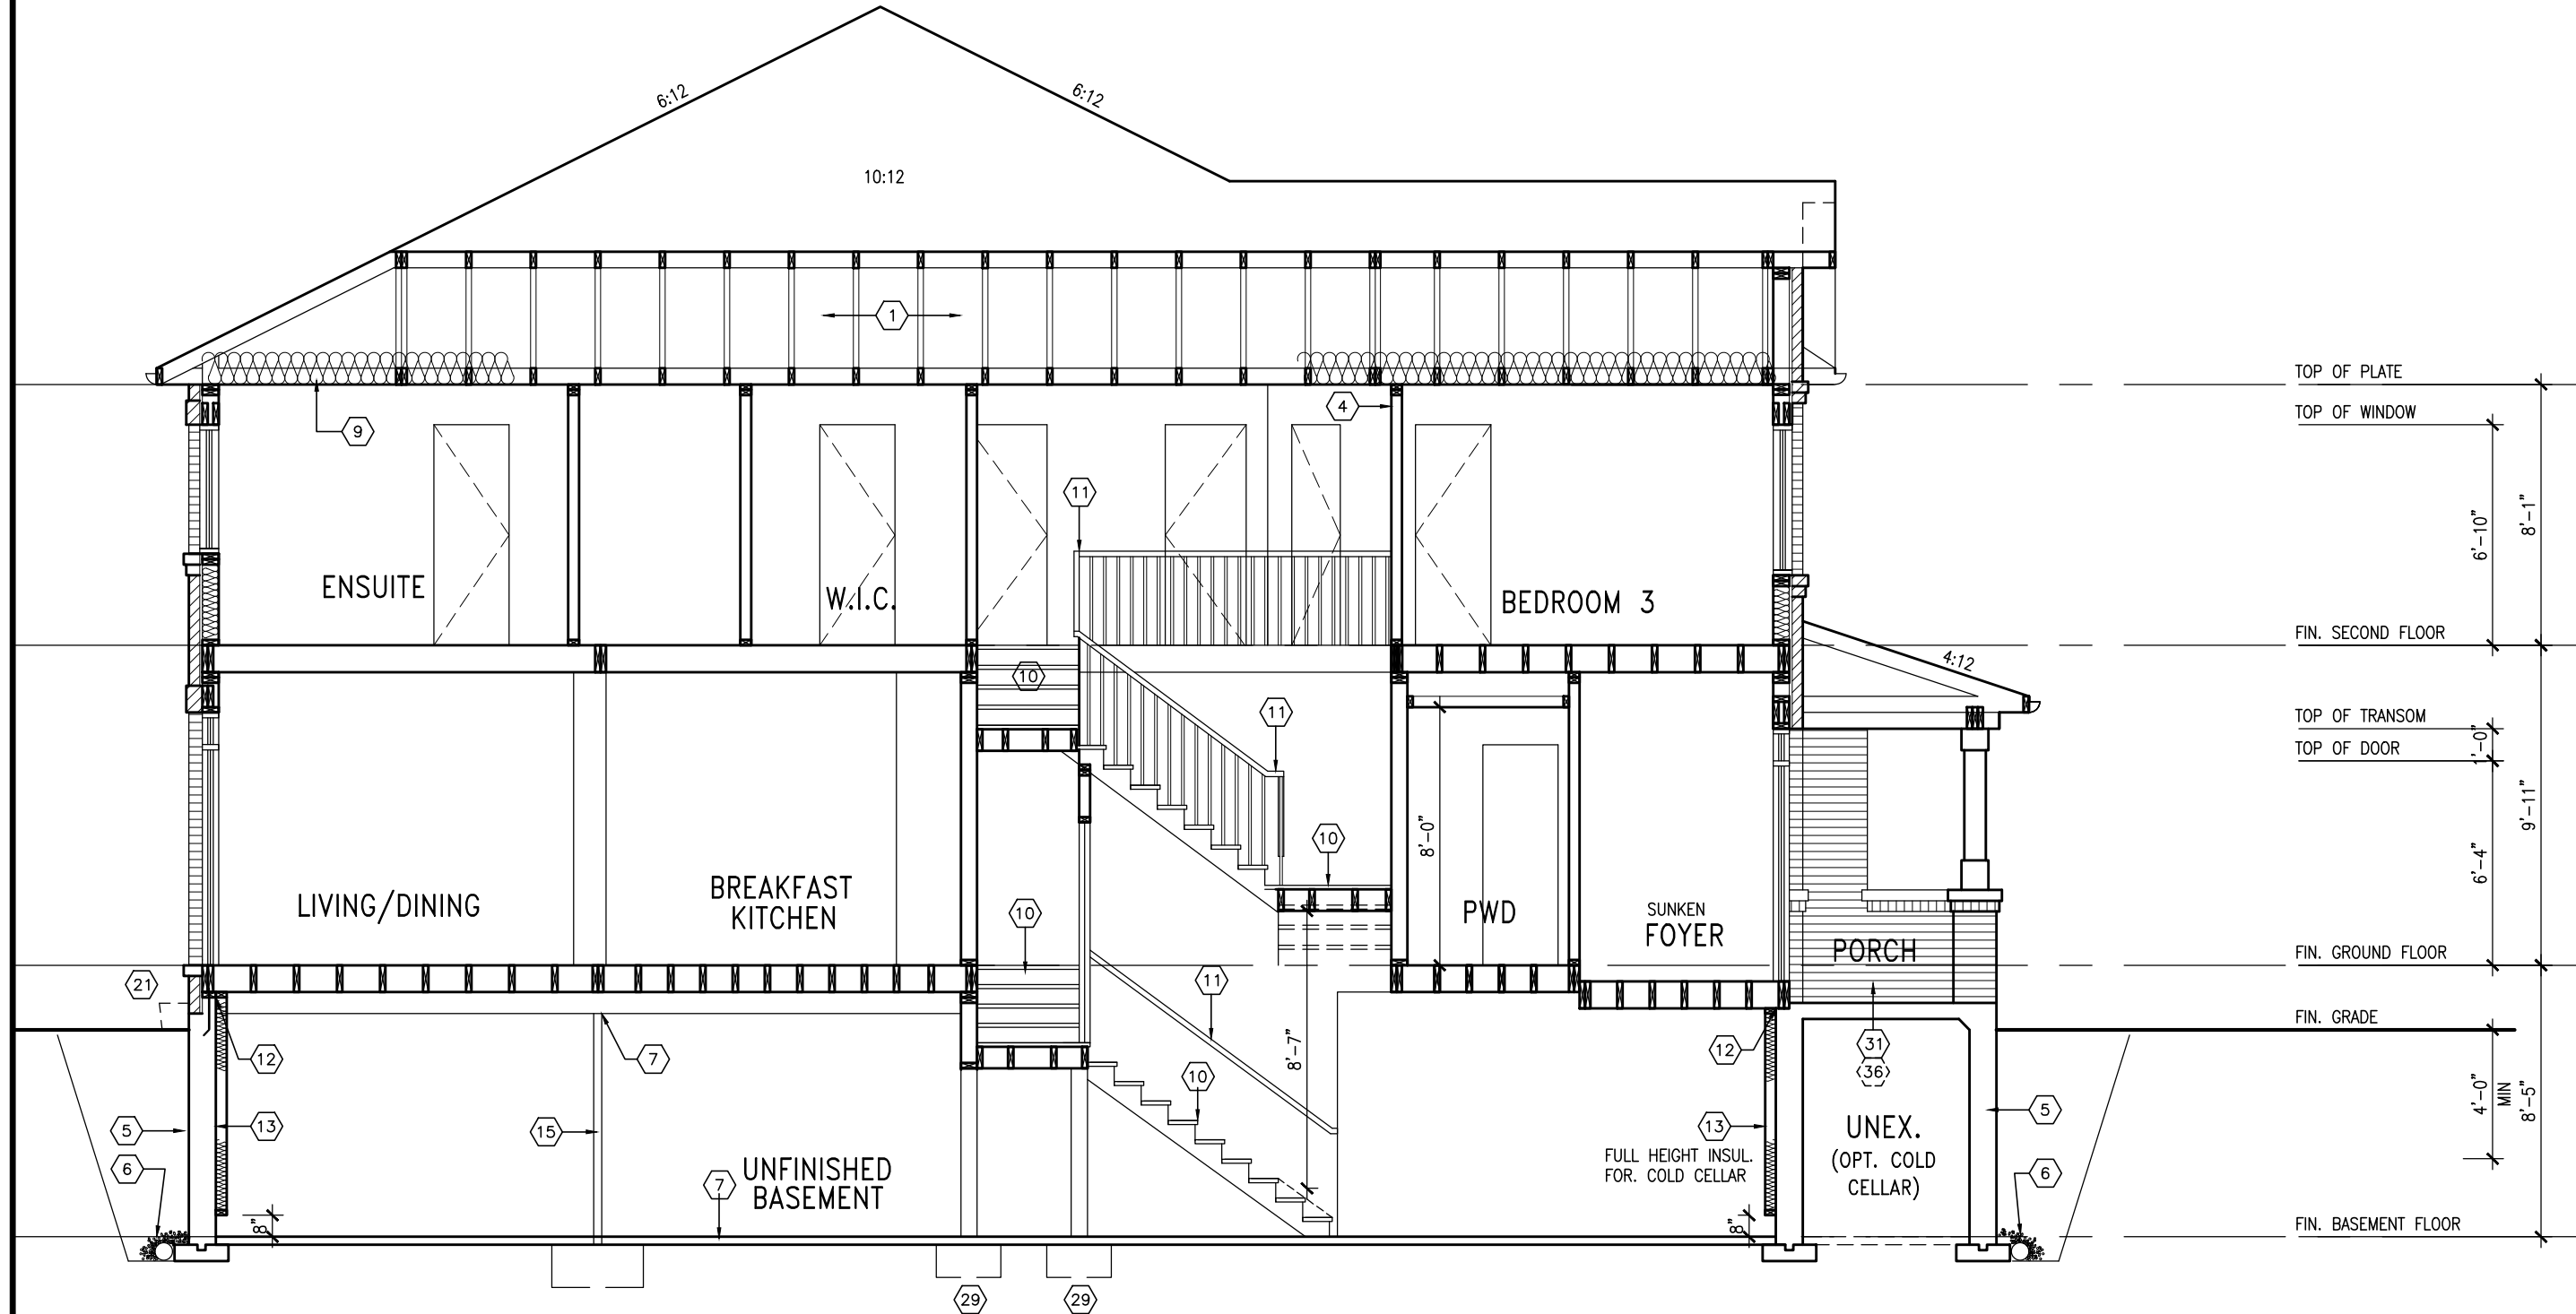 6:12
6:12
10:12
1
9
4
11
ENSUITE
W.I.C.
BEDROOM 3
TOP OF PLATE
TOP OF WINDOW
6'-10"
8'-1"
FIN. SECOND FLOOR
10
11
4:12
TOP OF TRANSOM
TOP OF DOOR
1'-0"
LIVING/DINING
BREAKFAST
KITCHEN
10
10
8'-0"
PWD
SUNKEN
FOYER
PORCH
6'-4"
9'-11"
FIN. GROUND FLOOR
21
11
FIN. GRADE
12
7
8'-7"
12
31
36
10
5
13
15
13
5
4'-0"
MIN
8'-5"
6
7
UNFINISHED
BASEMENT
FULL HEIGHT INSUL.
FOR. COLD CELLAR
UNEX.
(OPT. COLD
CELLAR)
6
8"
8"
FIN. BASEMENT FLOOR
29
29